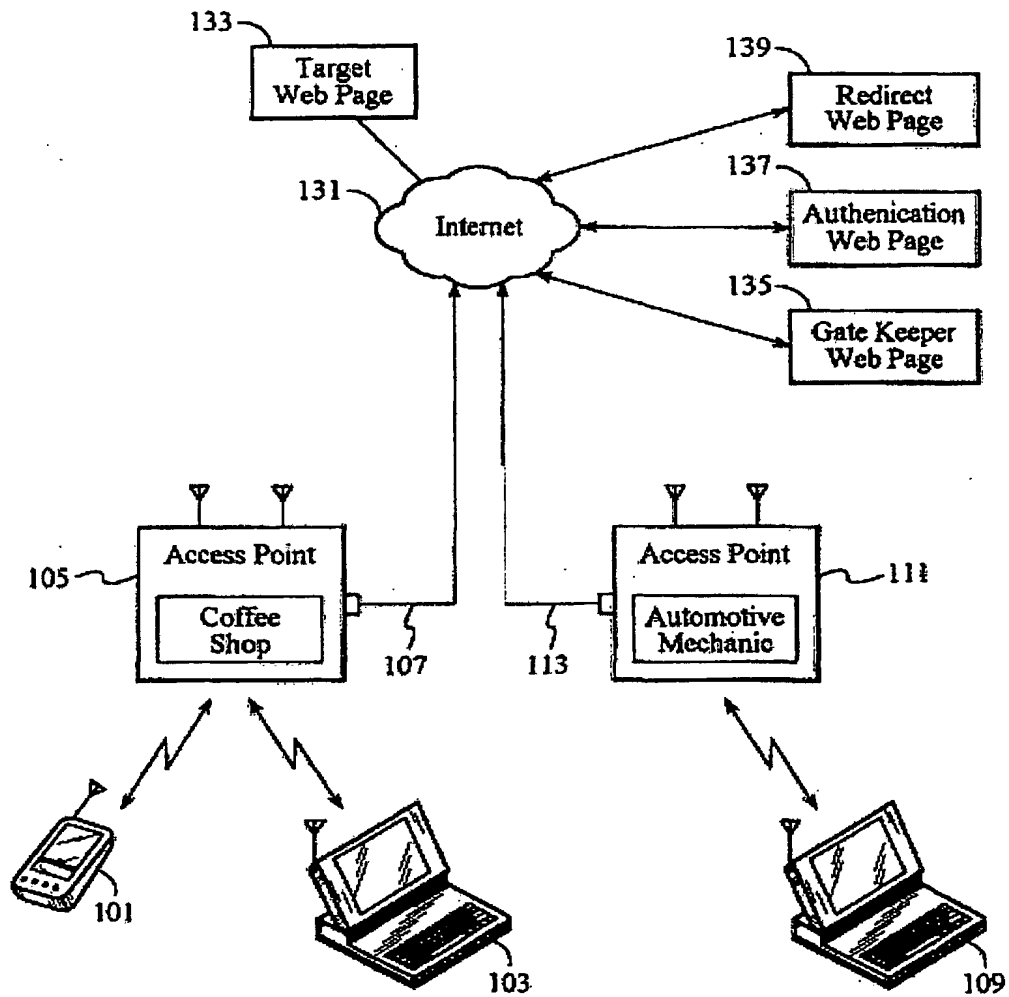 133
Target
Web Page
139
Redirect
Web Page
131
Internet
137
Authenication
Web Page
135
Gate Keeper
Web Page
105
Access Point
Coffee
Shop
107
Access Point
111
Automotive
Mechanic
113
101
103
109